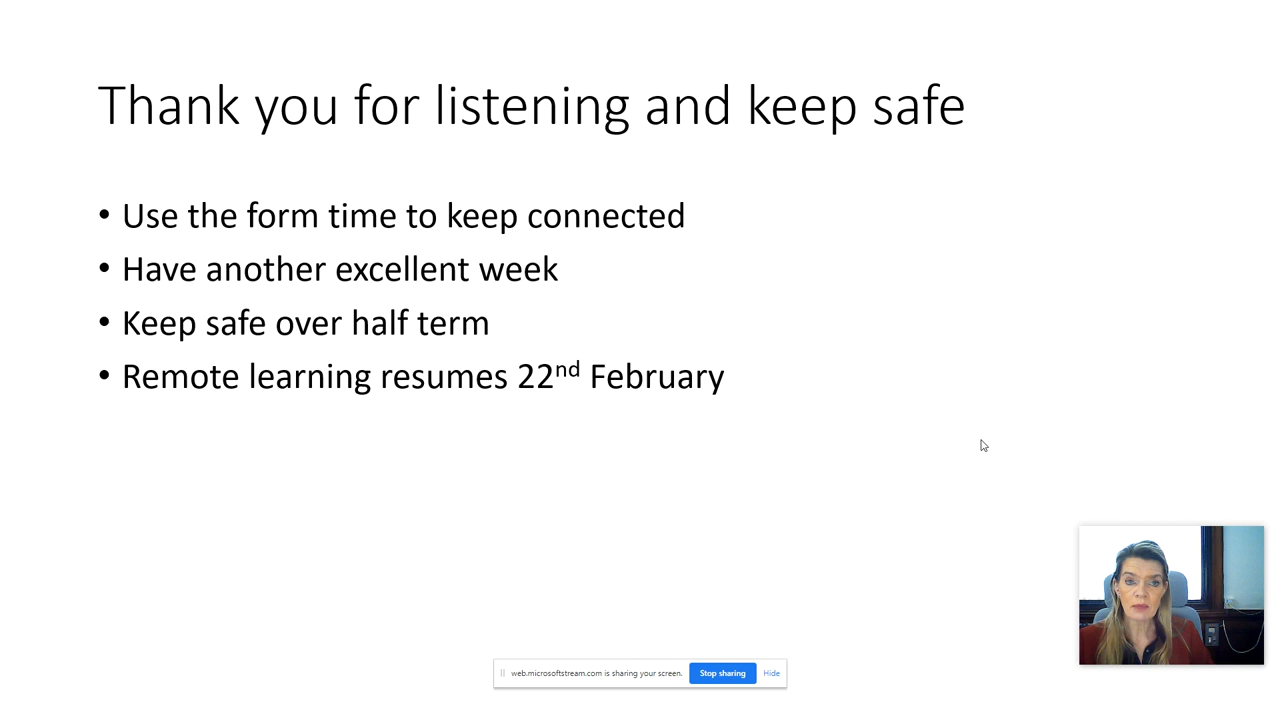 Thank you for listening and keep safe
• Use the form time to keep connected
• Have another excellent week
• Keep safe over half term
• Remote learning resumes 22nd February
web.microsoftstream.com is sharing your screen. Stop sharing Hide